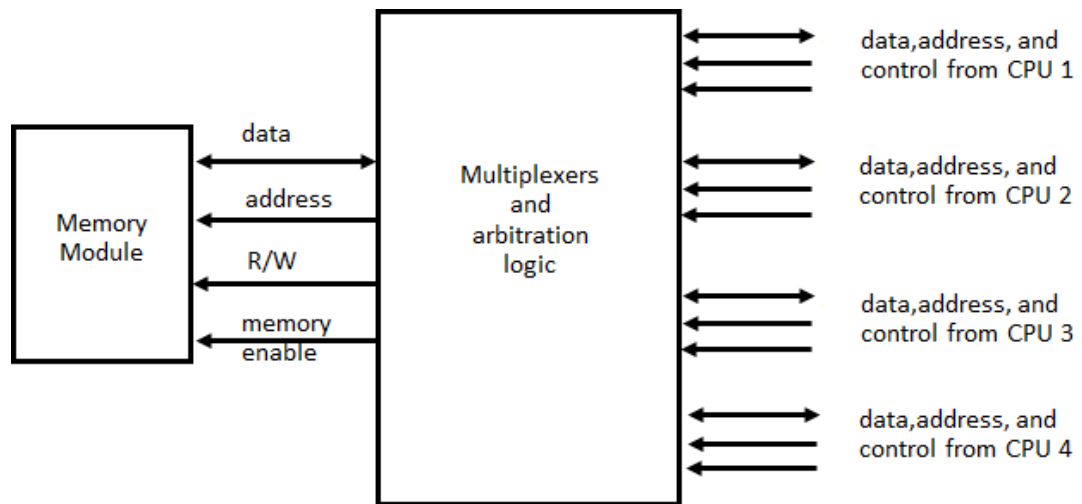 Memory
Module
data
address
R/W
memory
enable
Multiplexers
and
arbitration
logic
data,address, and
control from CPU 1
data,address, and
control from CPU 2
data,address, and
control from CPU 3
data,address, and
control from CPU 4